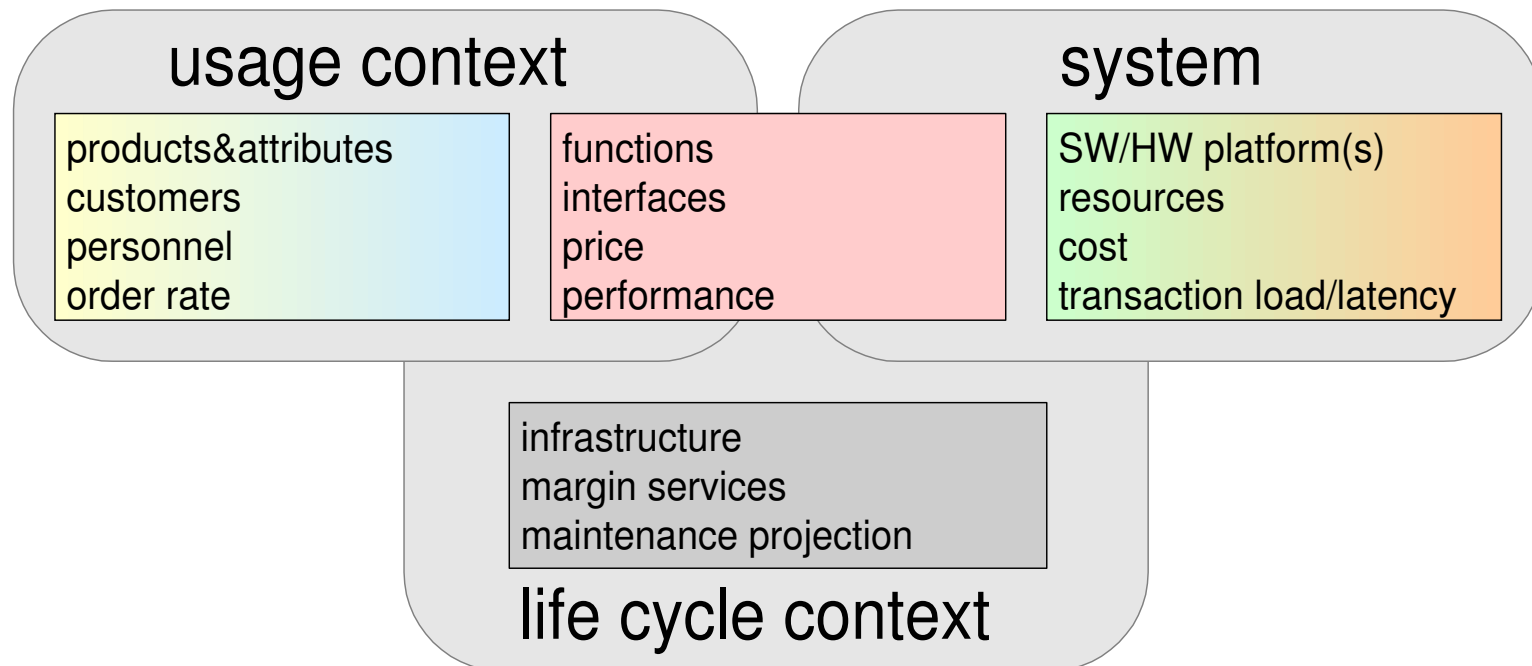 usage context
system
products&attributes
customers
personnel
order rate
functions
interfaces
price
performance
SW/HW platform(s)
resources
cost
transaction load/latency
infrastructure
margin services
maintenance projection
life cycle context